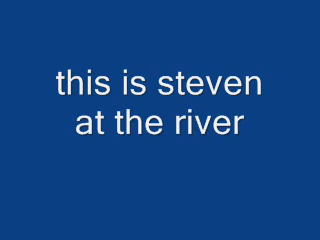 this is steven
at the river